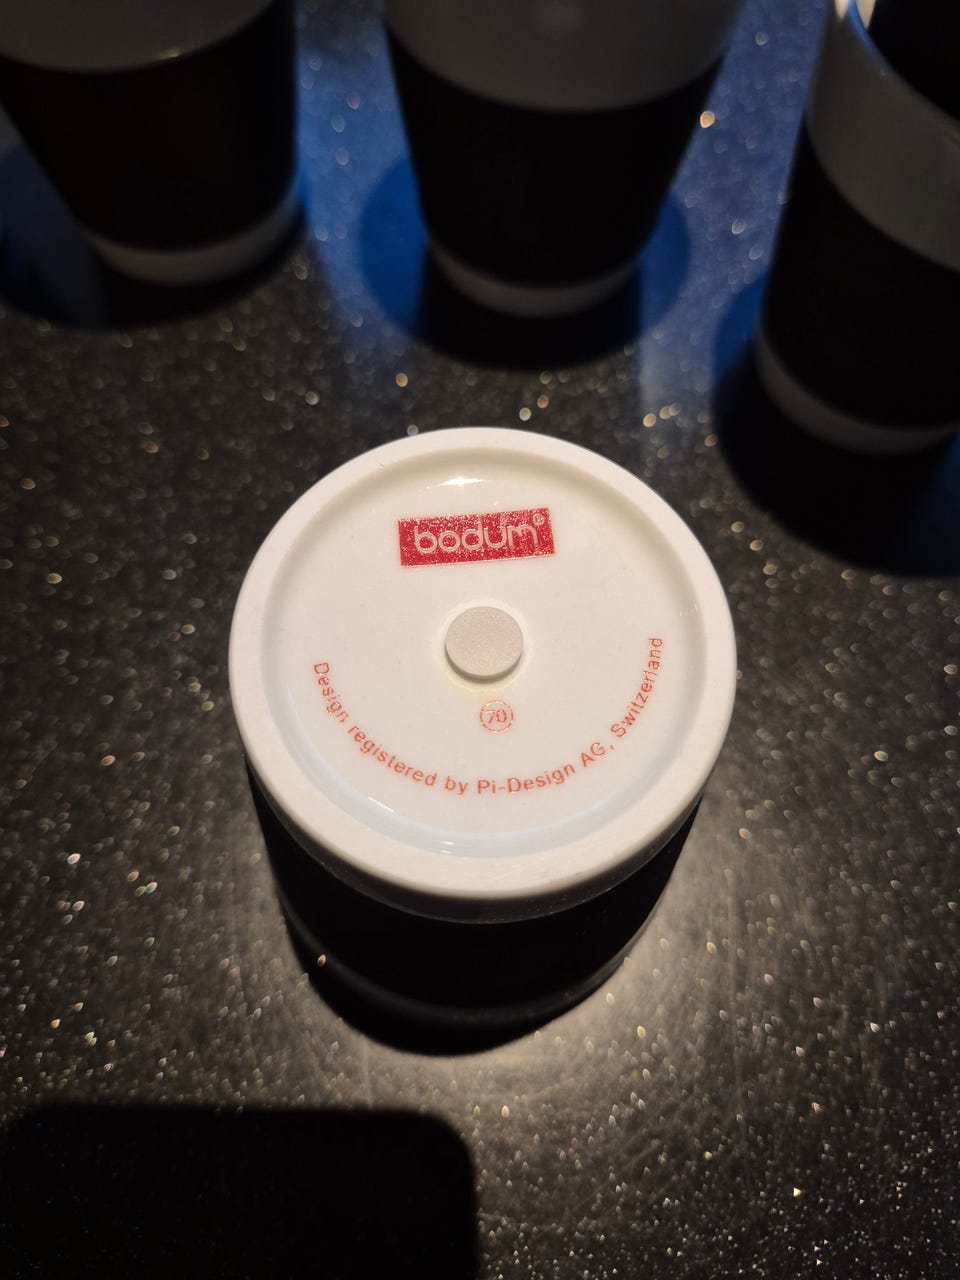 bodum®
70
Design registered by Pi-Design AG, Switzerland